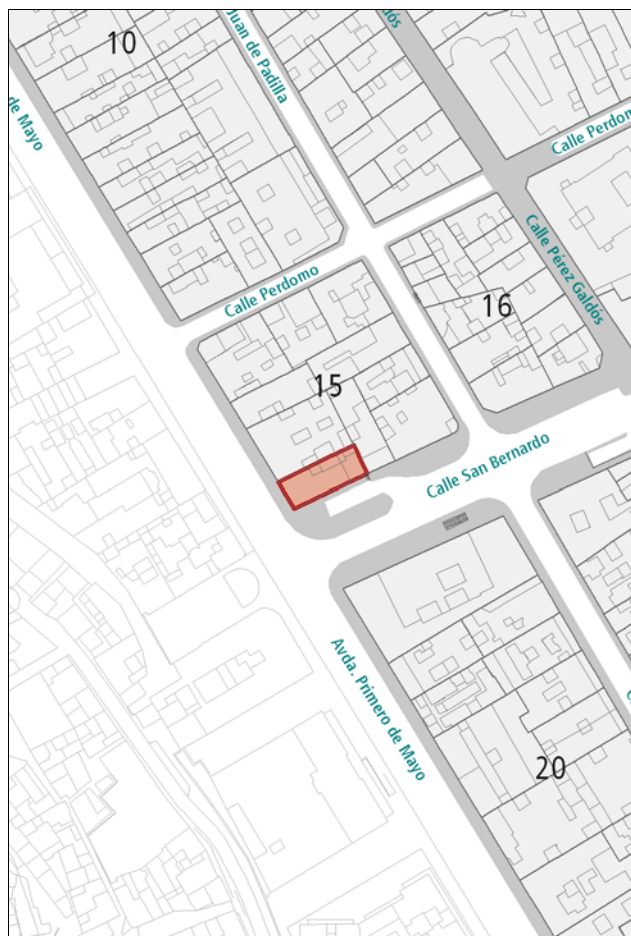 10
Juan de Padilla
de Mayo
Calle Perdomo
Calle Perdomo
Calle Pérez Galdós
16
15
Calle San Bernardo
Avda. Primero de Mayo
20